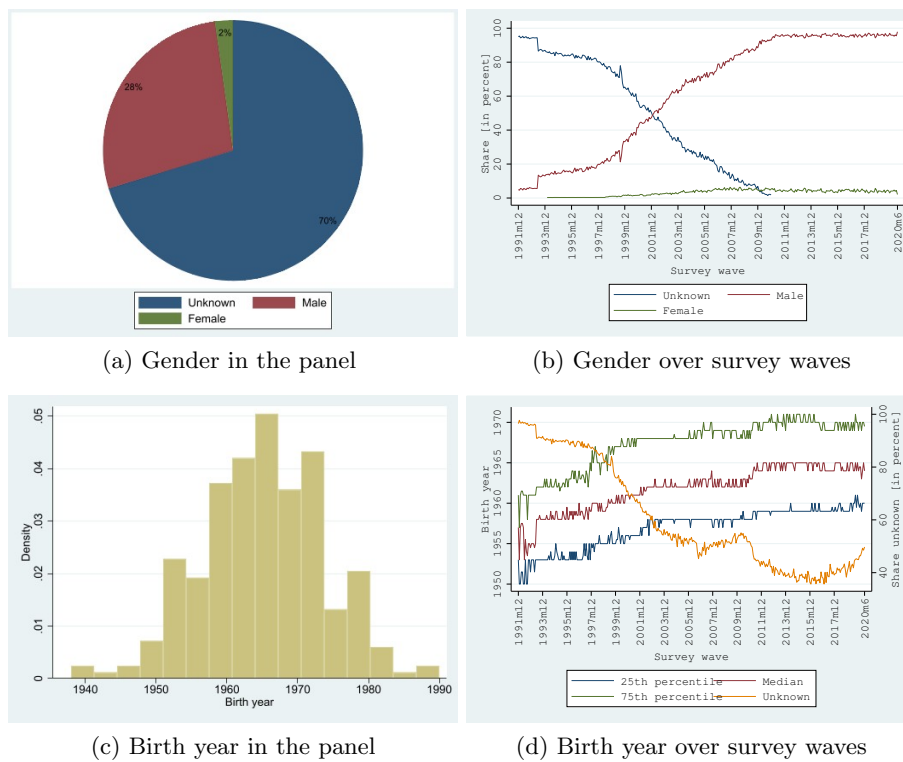 2%
28%
70%
Unknown Male
Female
(a) Gender in the panel
Share [in percent]
100
80
60
40
20
0
1991m12 1993m12 1995m12 1997m12 1999m12 2001m12 2003m12 2005m12 2007m12 2009m12 2011m12 2013m12 2015m12 2017m12 2020m6
Survey wave
Unknown Male
Female
(b) Gender over survey waves
Density
.05
.04
.03
.02
.01
0
1940 1950 1960 1970 1980 1990
Birth year
(c) Birth year in the panel
Birth year
1970
1965
1960
1955
1950
Share unknown [in percent]
100
80
60
40
1991m12 1993m12 1995m12 1997m12 1999m12 2001m12 2003m12 2005m12 2007m12 2009m12 2011m12 2013m12 2015m12 2017m12 2020m6
Survey wave
25th percentile Median
75th percentile Unknown
(d) Birth year over survey waves